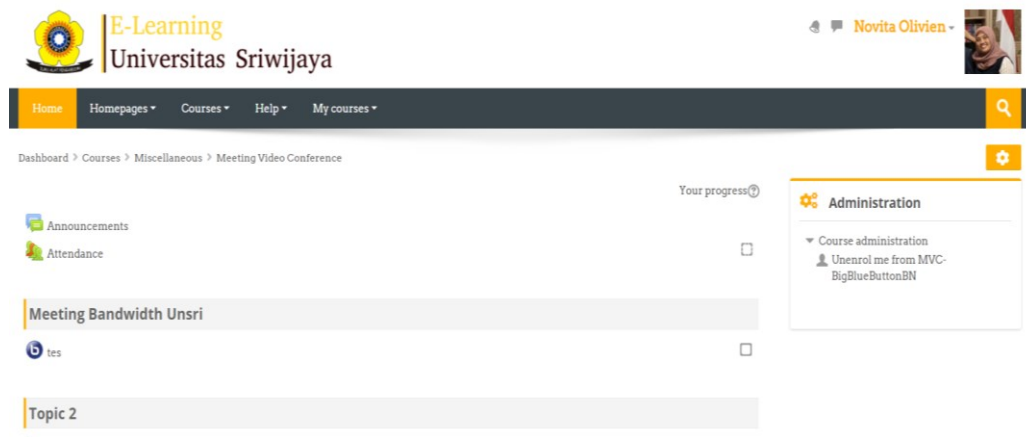 E-Learning
Universitas Sriwijaya
Novita Olivien
Home Homepages Courses Help My courses
Dashboard > Courses > Miscellaneous > Meeting Video Conference
Your progress
Announcements
Attendance
Meeting Bandwidth Unsri
tes
Topic 2
Administration
Course administration
Unenrol me from MVC-
BigBlueButtonBN